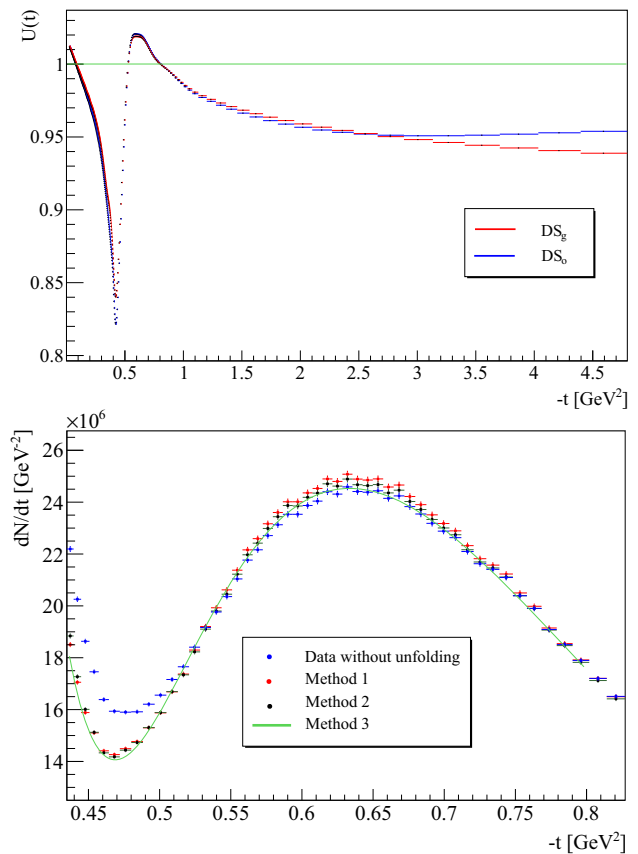 U(t)
1
0.95
0.9
0.85
0.8
DSg
DSo
0.5 1 1.5 2 2.5 3 3.5 4 4.5
-t [GeV²]
×10⁶
dN/dt [GeV⁻²]
26
24
22
20
18
16
14
Data without unfolding
Method 1
Method 2
Method 3
0.45 0.5 0.55 0.6 0.65 0.7 0.75 0.8
-t [GeV²]